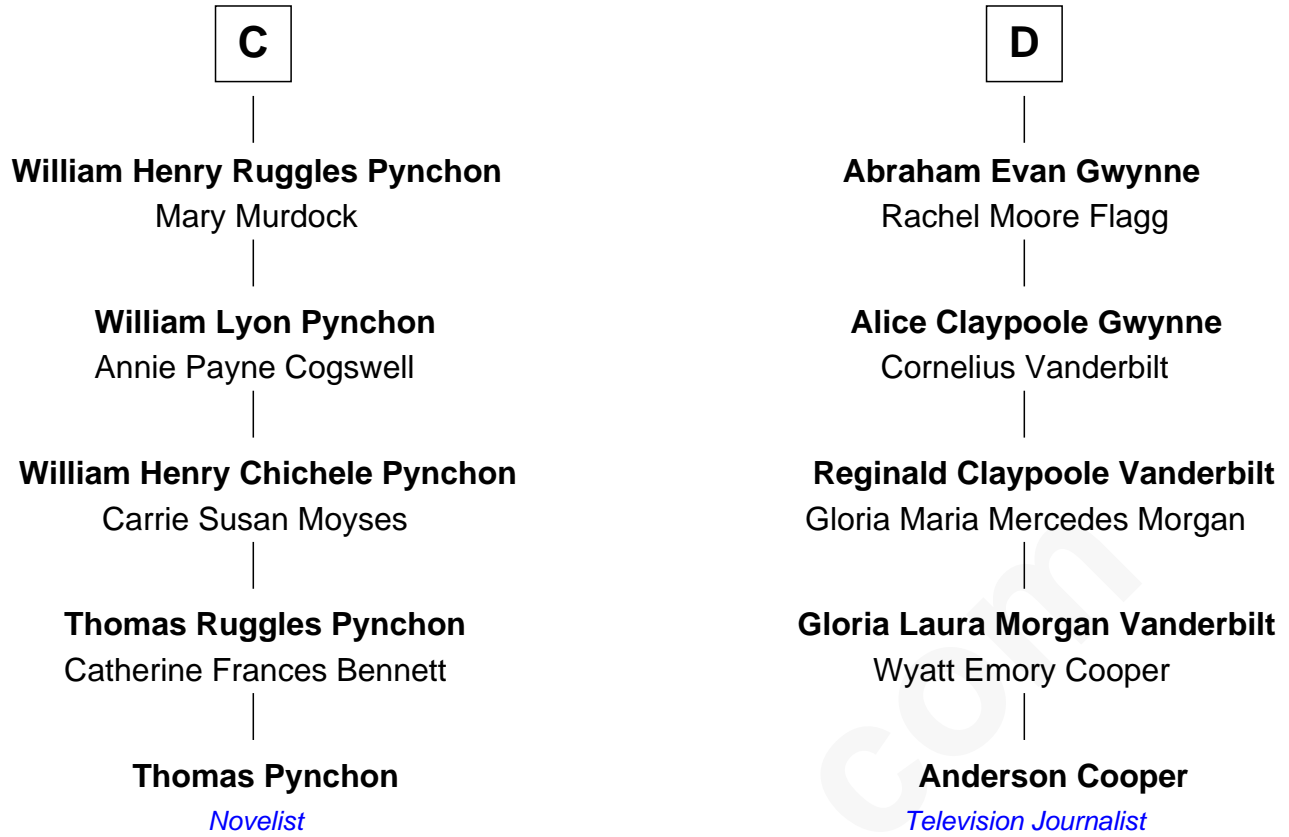 C
William Henry Ruggles Pynchon
Mary Murdock
William Lyon Pynchon
Annie Payne Cogswell
William Henry Chichele Pynchon
Carrie Susan Moyses
Thomas Ruggles Pynchon
Catherine Frances Bennett
Thomas Pynchon
Novelist
D
Abraham Evan Gwynne
Rachel Moore Flagg
Alice Claypoole Gwynne
Cornelius Vanderbilt
Reginald Claypoole Vanderbilt
Gloria Maria Mercedes Morgan
Gloria Laura Morgan Vanderbilt
Wyatt Emory Cooper
Anderson Cooper
Television Journalist
com